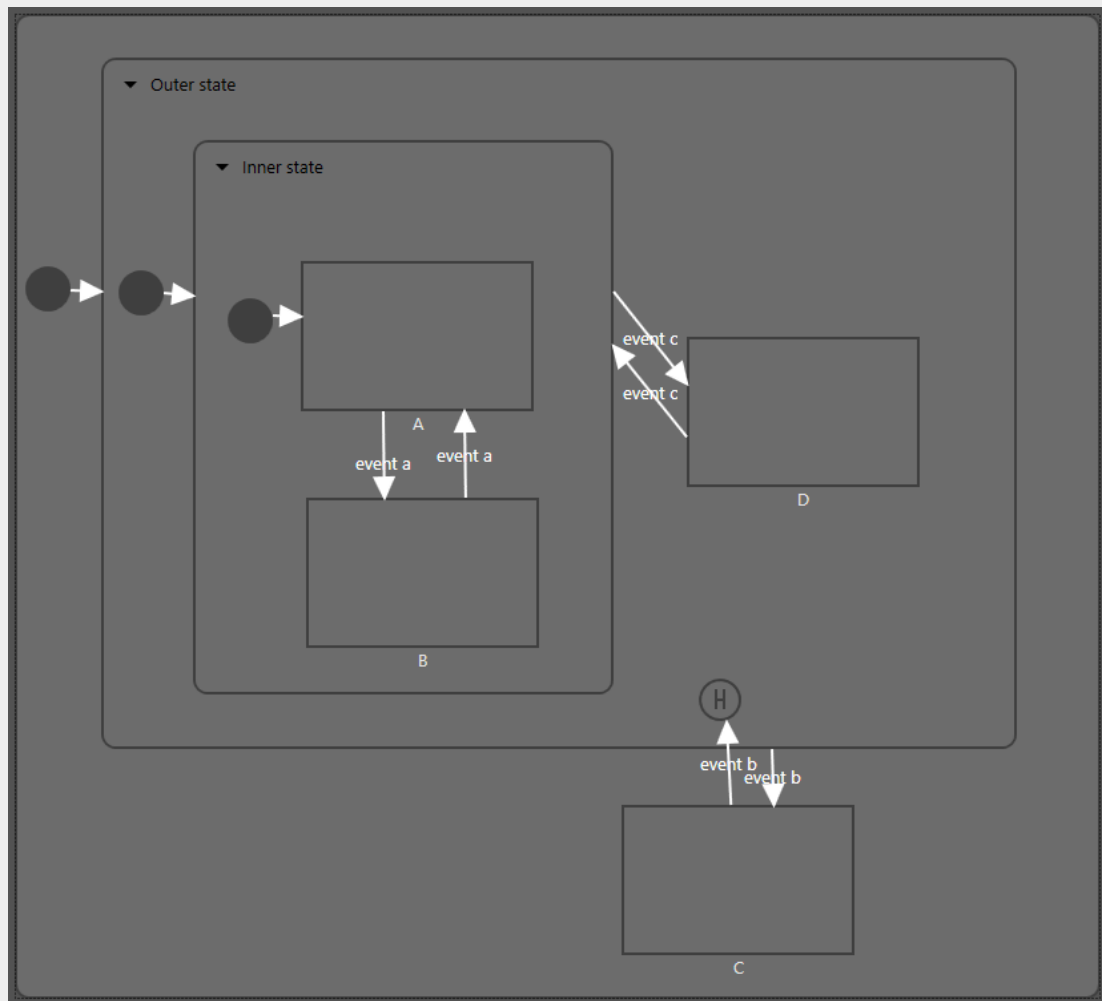 Outer state
Inner state
event c
event c
A
event a
event a
D
B
H
event b
event b
C